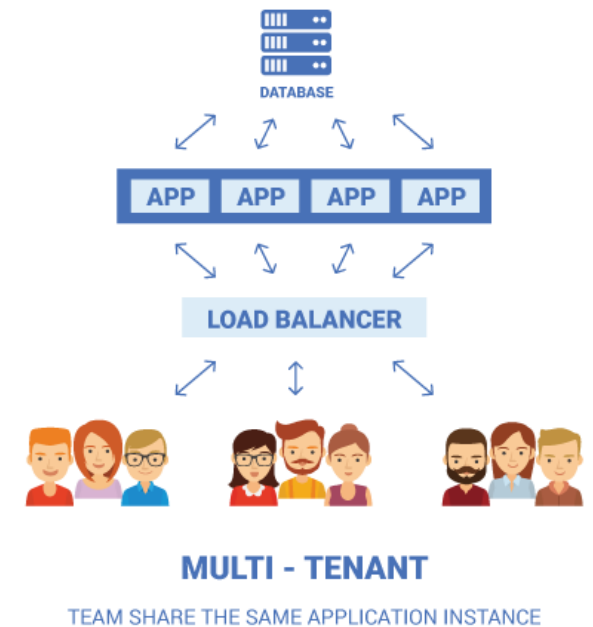 DATABASE
APP APP APP APP
LOAD BALANCER
MULTI - TENANT
TEAM SHARE THE SAME APPLICATION INSTANCE